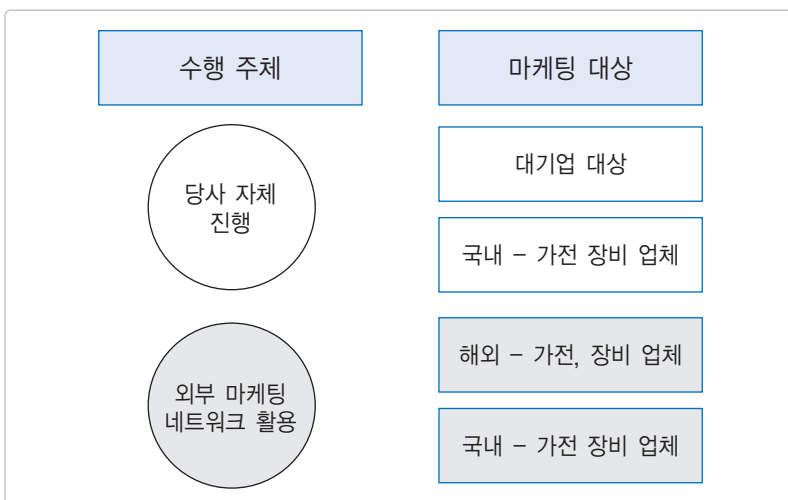 수행 주체
마케팅 대상
당사 자체
진행
대기업 대상
국내 – 가전 장비 업체
외부 마케팅
네트워크 활용
해외 – 가전, 장비 업체
국내 – 가전 장비 업체